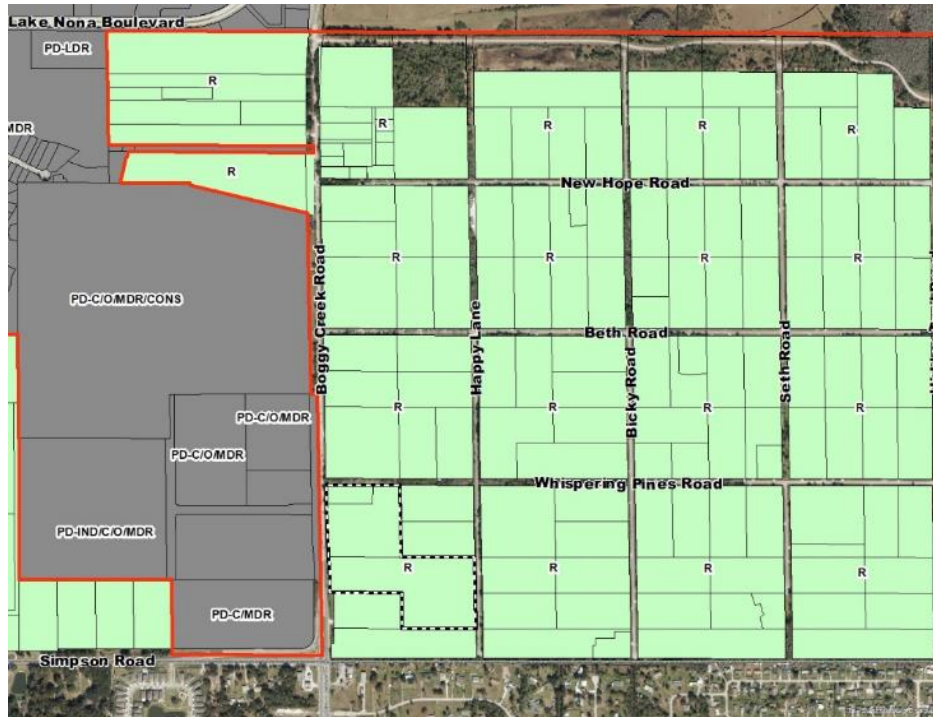 Lake Nona Boulevard
PD-LDR
R
MDR
R
R
R
R
R
New Hope Road
PD-C/O/MDR/CONS
Boggy Creek Road
R
R
R
R
Happy Lane
Beth Road
Bicky Road
Seth Road
PD-C/O/MDR
PD-C/O/MDR
R
R
R
R
Whispering Pines Road
PD-IND/C/O/MDR
R
R
R
R
PD-C/MDR
Simpson Road